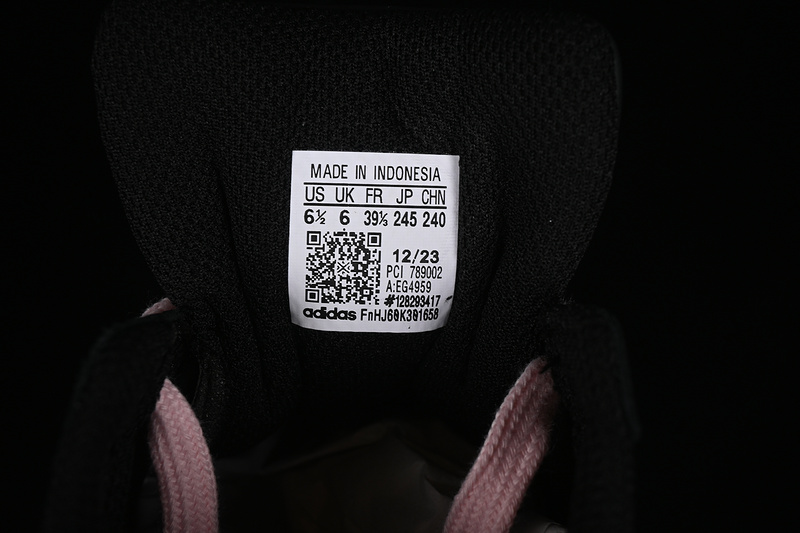 MADE IN INDONESIA
US UK FR JP CHN
6½ 6 39⅓ 245 240
12/23
PCI 789002
A:EG4959
#128293417
adidas FnHJ60K301658